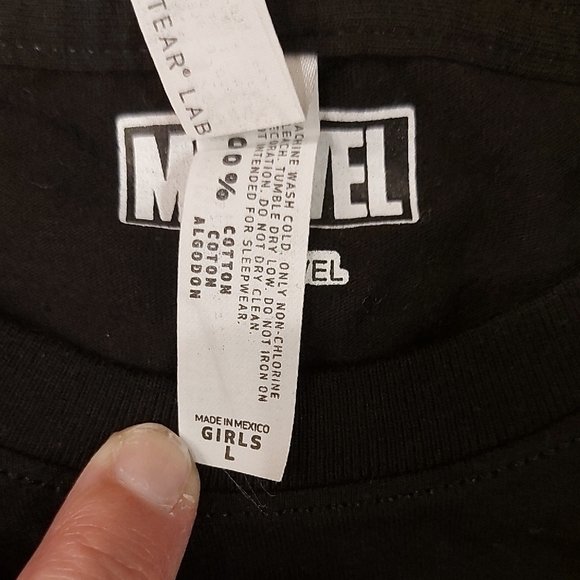 TEAR® LAB
M VEL
VEL
ACHINE WASH COLD. ONLY NON-CHLORINE
LEACH. TUMBLE DRY LOW. DO NOT IRON ON
ECORATION. DO NOT DRY CLEAN.
OT INTENDED FOR SLEEPWEAR.
00% COTTON
COTON
ALGODON
MADE IN MEXICO
GIRLS
L